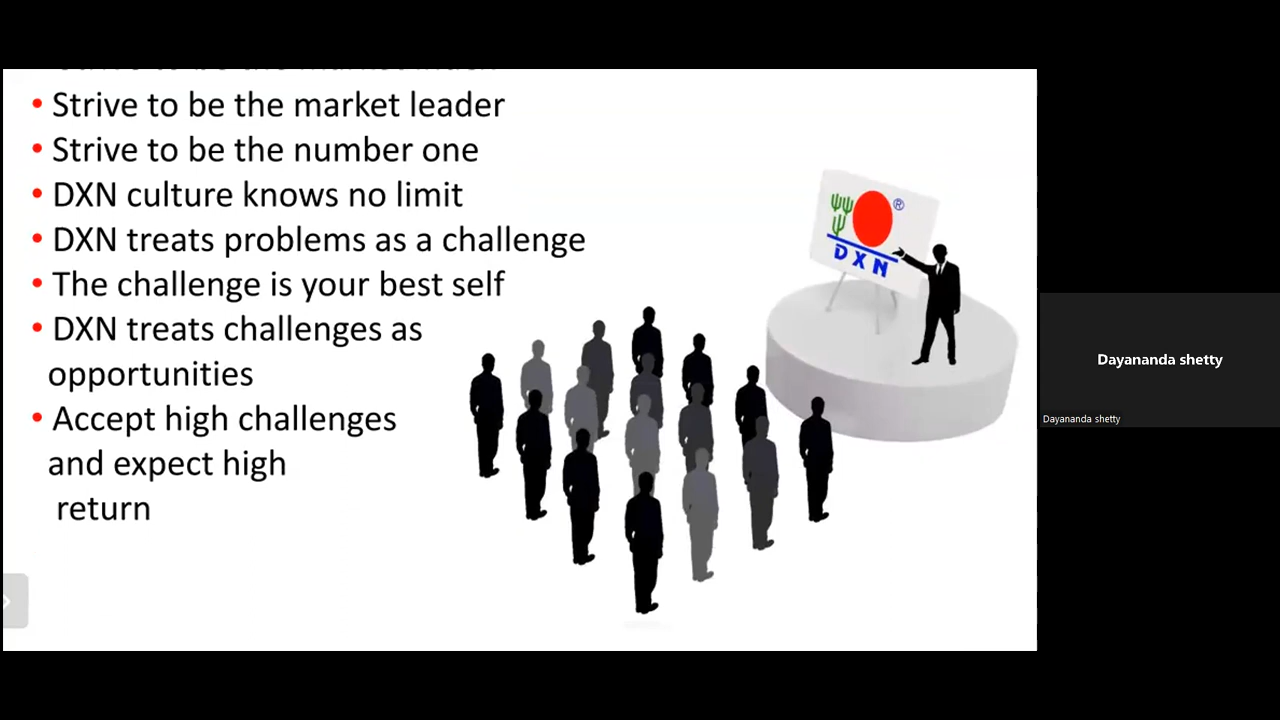 • Strive to be the market leader
• Strive to be the number one
• DXN culture knows no limit
• DXN treats problems as a challenge
• The challenge is your best self
• DXN treats challenges as
opportunities
• Accept high challenges
and expect high
return
®
DXN
Dayananda shetty
Dayananda shetty